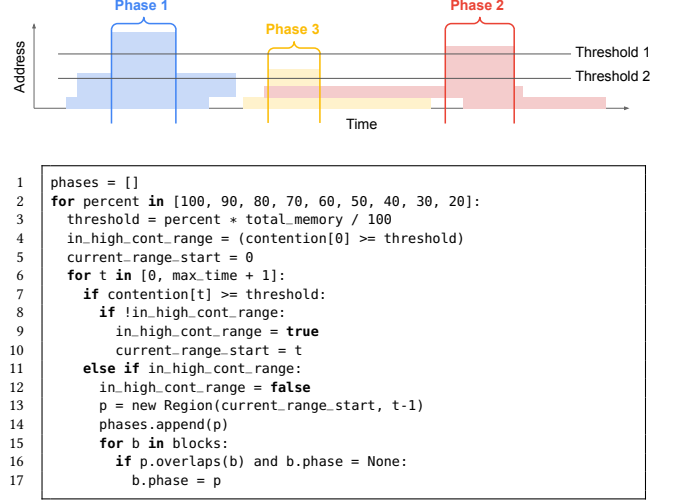 Phase 1
Phase 2
Phase 3
Address
Threshold 1
Threshold 2
Time
1 phases = []
2 for percent in [100, 90, 80, 70, 60, 50, 40, 30, 20]:
3 threshold = percent * total_memory / 100
4 in_high_cont_range = (contention[0] >= threshold)
5 current_range_start = 0
6 for t in [0, max_time + 1]:
7 if contention[t] >= threshold:
8 if !in_high_cont_range:
9 in_high_cont_range = true
10 current_range_start = t
11 else if in_high_cont_range:
12 in_high_cont_range = false
13 p = new Region(current_range_start, t-1)
14 phases.append(p)
15 for b in blocks:
16 if p.overlaps(b) and b.phase = None:
17 b.phase = p